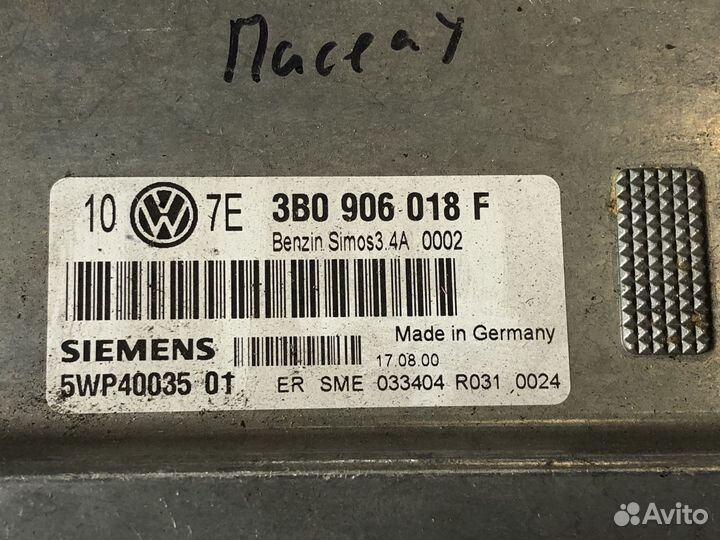 Пассат
10 VW 7E 3B0 906 018 F
Benzin Simos3.4A 0002
Made in Germany
SIEMENS 17.08.00
5WP40035 01 ER SME 033404 R031 0024
Avito